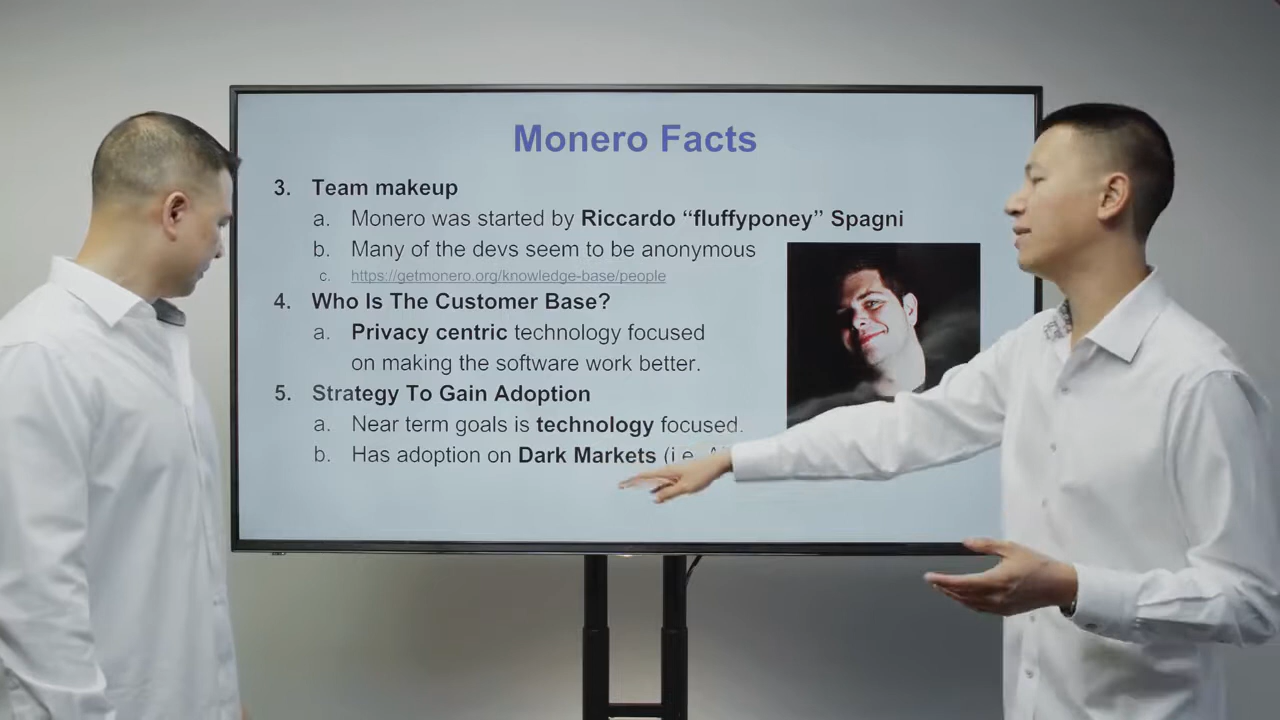 Monero Facts
3. Team makeup
a. Monero was started by Riccardo “fluffyponey” Spagni
b. Many of the devs seem to be anonymous
c. https://getmonero.org/knowledge-base/people
4. Who Is The Customer Base?
a. Privacy centric technology focused
on making the software work better.
5. Strategy To Gain Adoption
a. Near term goals is technology focused.
b. Has adoption on Dark Markets (i.e.